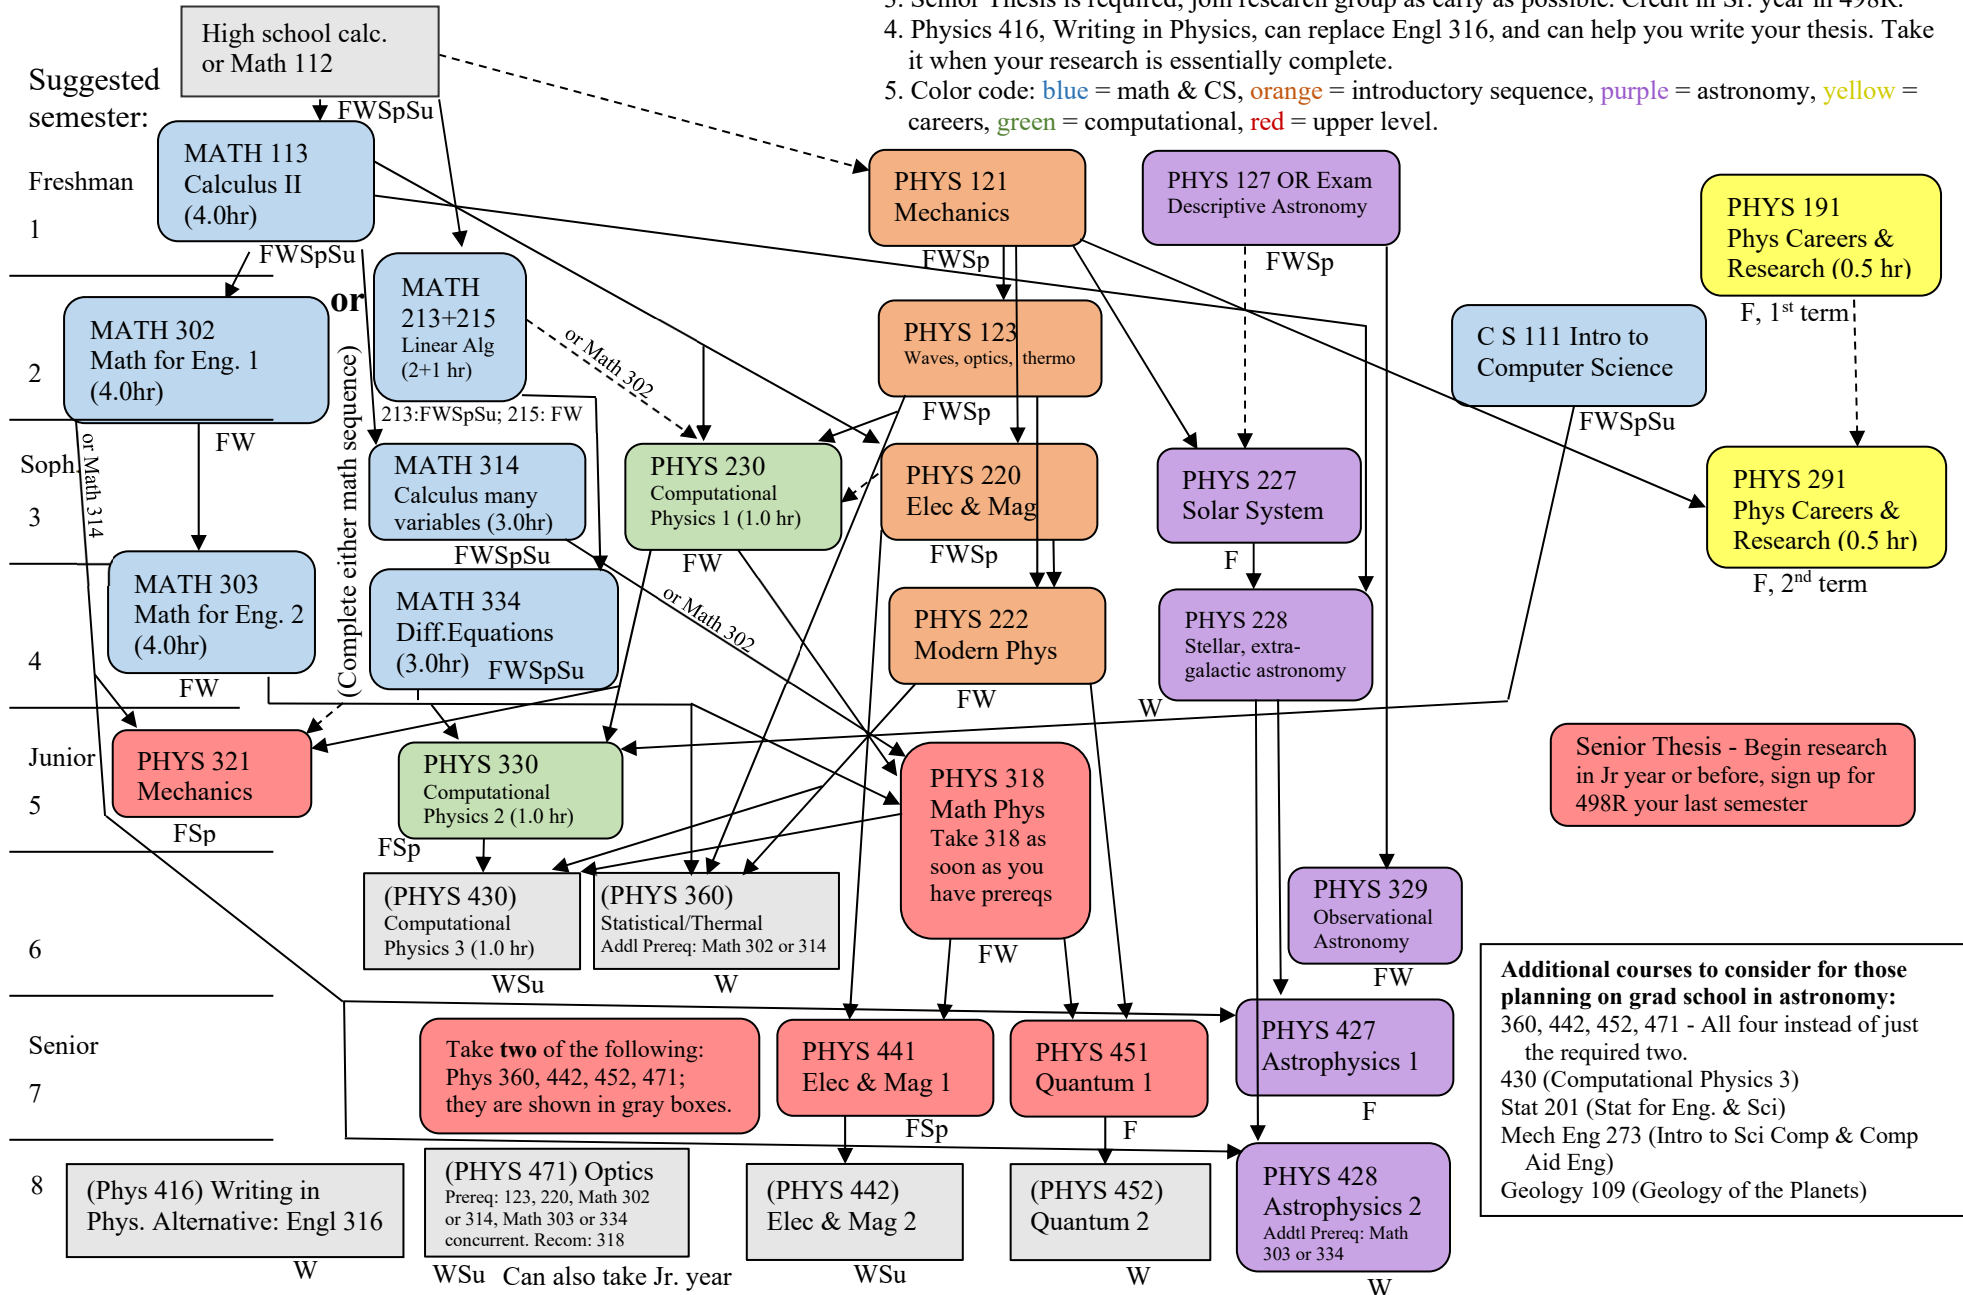 3. Senior Thesis is required, join research group as early as possible. Credit in Sr. year in 498R.
4. Physics 416, Writing in Physics, can replace Engl 316, and can help you write your thesis. Take
it when your research is essentially complete.
5. Color code: blue = math & CS, orange = introductory sequence, purple = astronomy, yellow =
careers, green = computational, red = upper level.
High school calc.
or Math 112
FWSpSu
Suggested
semester:
Freshman
1
MATH 113
Calculus II
(4.0hr)
FWSpSu
PHYS 121
Mechanics
FWSp
PHYS 127 OR Exam
Descriptive Astronomy
FWSp
PHYS 191
Phys Careers &
Research (0.5 hr)
F, 1st term
2
MATH 302
Math for Eng. 1
(4.0hr)
FW
or
MATH
213+215
Linear Alg
(2+1 hr)
213:FWSpSu; 215: FW
or Math 302
PHYS 123
Waves, optics, thermo
FWSp
C S 111 Intro to
Computer Science
FWSpSu
(Complete either math sequence)
Soph.
3
or Math 314
MATH 314
Calculus many
variables (3.0hr)
FWSpSu
PHYS 230
Computational
Physics 1 (1.0 hr)
FW
PHYS 220
Elec & Mag
FWSp
PHYS 227
Solar System
F
PHYS 291
Phys Careers &
Research (0.5 hr)
F, 2nd term
4
MATH 303
Math for Eng. 2
(4.0hr)
FW
MATH 334
Diff.Equations
(3.0hr) FWSpSu
or Math 302
PHYS 222
Modern Phys
FW
PHYS 228
Stellar, extra-
galactic astronomy
W
Junior
5
PHYS 321
Mechanics
FSp
PHYS 330
Computational
Physics 2 (1.0 hr)
FSp
PHYS 318
Math Phys
Take 318 as
soon as you
have prereqs
FW
Senior Thesis - Begin research
in Jr year or before, sign up for
498R your last semester
6
(PHYS 430)
Computational
Physics 3 (1.0 hr)
WSu
(PHYS 360)
Statistical/Thermal
Addl Prereq: Math 302 or 314
W
PHYS 329
Observational
Astronomy
FW
Additional courses to consider for those
planning on grad school in astronomy:
360, 442, 452, 471 - All four instead of just
the required two.
430 (Computational Physics 3)
Stat 201 (Stat for Eng. & Sci)
Mech Eng 273 (Intro to Sci Comp & Comp
Aid Eng)
Geology 109 (Geology of the Planets)
Senior
7
Take two of the following:
Phys 360, 442, 452, 471;
they are shown in gray boxes.
PHYS 441
Elec & Mag 1
FSp
PHYS 451
Quantum 1
F
PHYS 427
Astrophysics 1
F
8
(Phys 416) Writing in
Phys. Alternative: Engl 316
W
(PHYS 471) Optics
Prereq: 123, 220, Math 302
or 314, Math 303 or 334
concurrent. Recom: 318
WSu Can also take Jr. year
(PHYS 442)
Elec & Mag 2
WSu
(PHYS 452)
Quantum 2
W
PHYS 428
Astrophysics 2
Addtl Prereq: Math
303 or 334
W